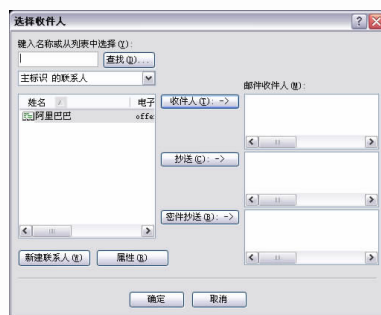 选择收件人
键入名称或从列表中选择(Y):
查找(D)...
主标识 的联系人
邮件收件人(M):
姓名 电子
收件人(T): ->
阿里巴巴 offe
抄送(C): ->
密件抄送(B): ->
新建联系人(W) 属性(R)
确定 取消